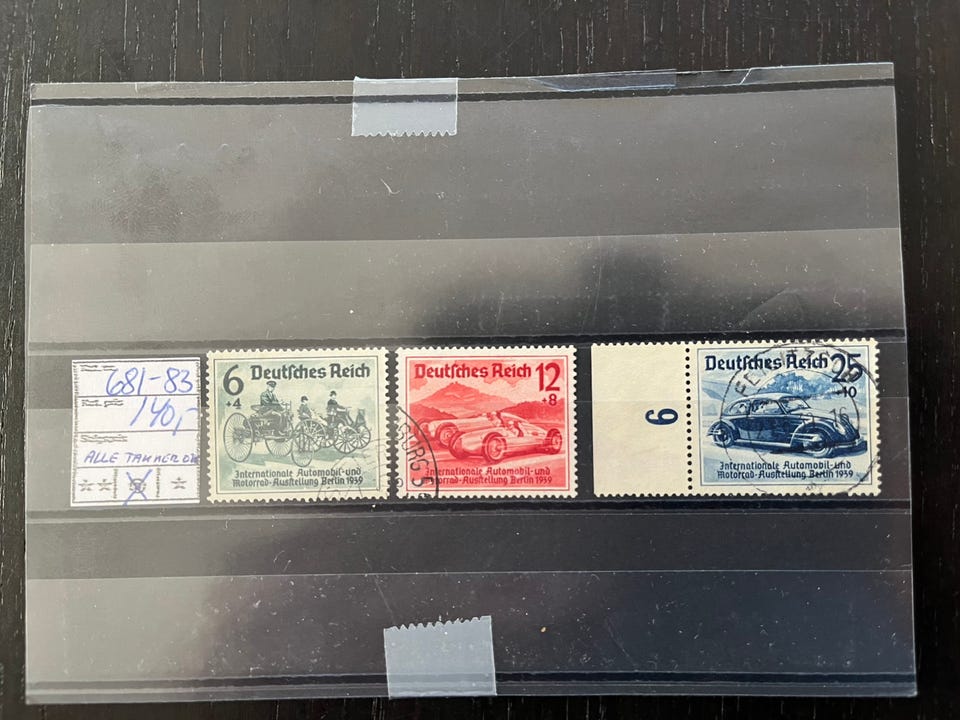 681-83
140,-
ALLE TAKKER OK
6
+4
Deutsches Reich
Internationale Automobil- und
Motorrad-Ausstellung Berlin 1939
Deutsches Reich 12
+8
Internationale Automobil- und
Motorrad-Ausstellung Berlin 1939
6
Deutsches Reich 25
+10
Internationale Automobil- und
Motorrad-Ausstellung Berlin 1939